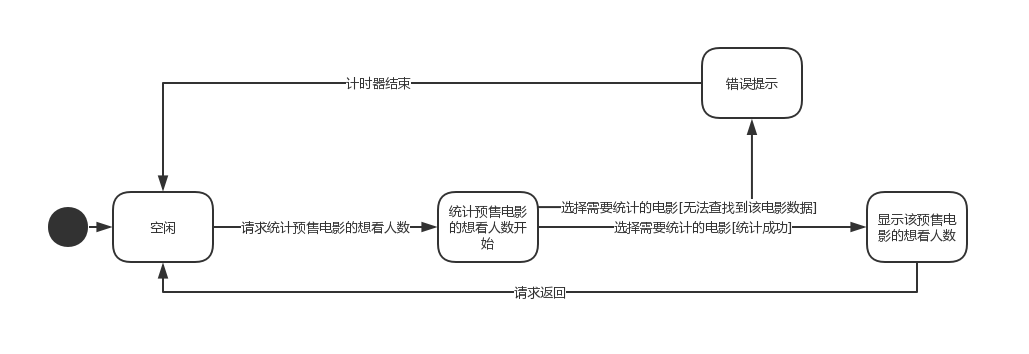 计时器结束
错误提示
空闲
请求统计预售电影的想看人数
统计预售电影
的想看人数开
始
选择需要统计的电影[无法查找到该电影数据]
选择需要统计的电影[统计成功]
显示该预售电
影的想看人数
请求返回